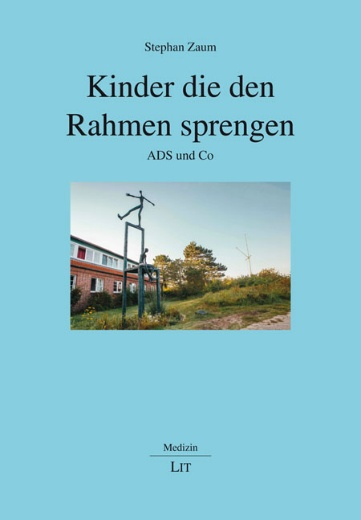 Stephan Zaum
Kinder die den
Rahmen sprengen
ADS und Co
Medizin
LIT